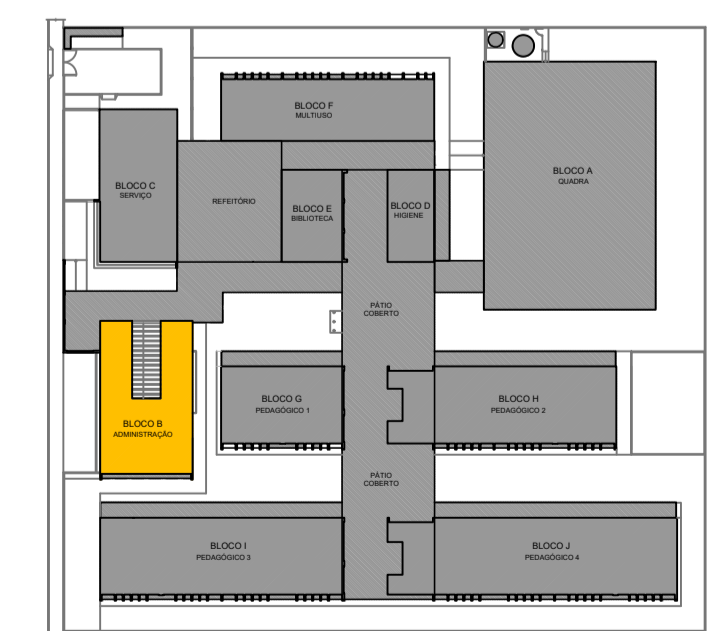 BLOCO F
MULTIUSO
BLOCO A
QUADRA
BLOCO C
SERVIÇO
REFEITÓRIO
BLOCO E
BIBLIOTECA
BLOCO D
HIGIENE
PÁTIO
COBERTO
BLOCO G
PEDAGÓGICO 1
BLOCO H
PEDAGÓGICO 2
BLOCO B
ADMINISTRAÇÃO
PÁTIO
COBERTO
BLOCO I
PEDAGÓGICO 3
BLOCO J
PEDAGÓGICO 4